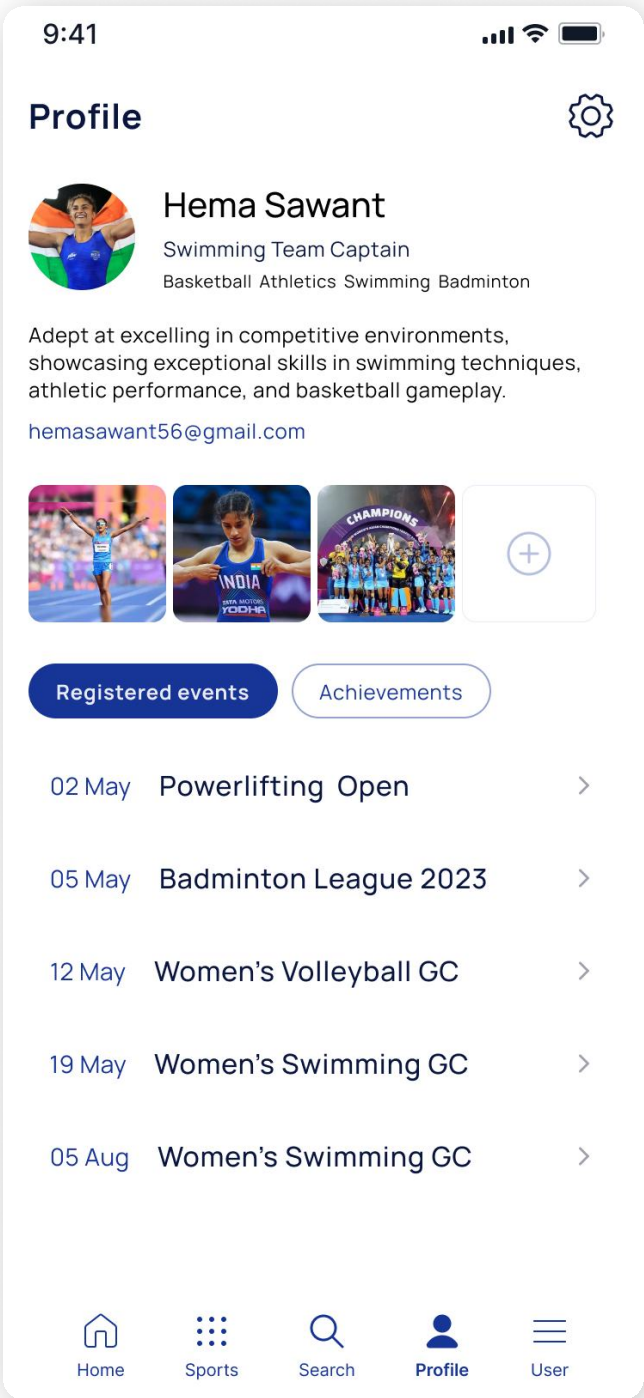 9:41
Profile
Hema Sawant
Swimming Team Captain
Basketball Athletics Swimming Badminton
Adept at excelling in competitive environments,
showcasing exceptional skills in swimming techniques,
athletic performance, and basketball gameplay.
hemasawant56@gmail.com
CHAMPIONS
INDIA
TATA MOTORS
YODHA
Registered events
Achievements
02 May Powerlifting Open
05 May Badminton League 2023
12 May Women's Volleyball GC
19 May Women's Swimming GC
05 Aug Women's Swimming GC
Home Sports Search Profile User